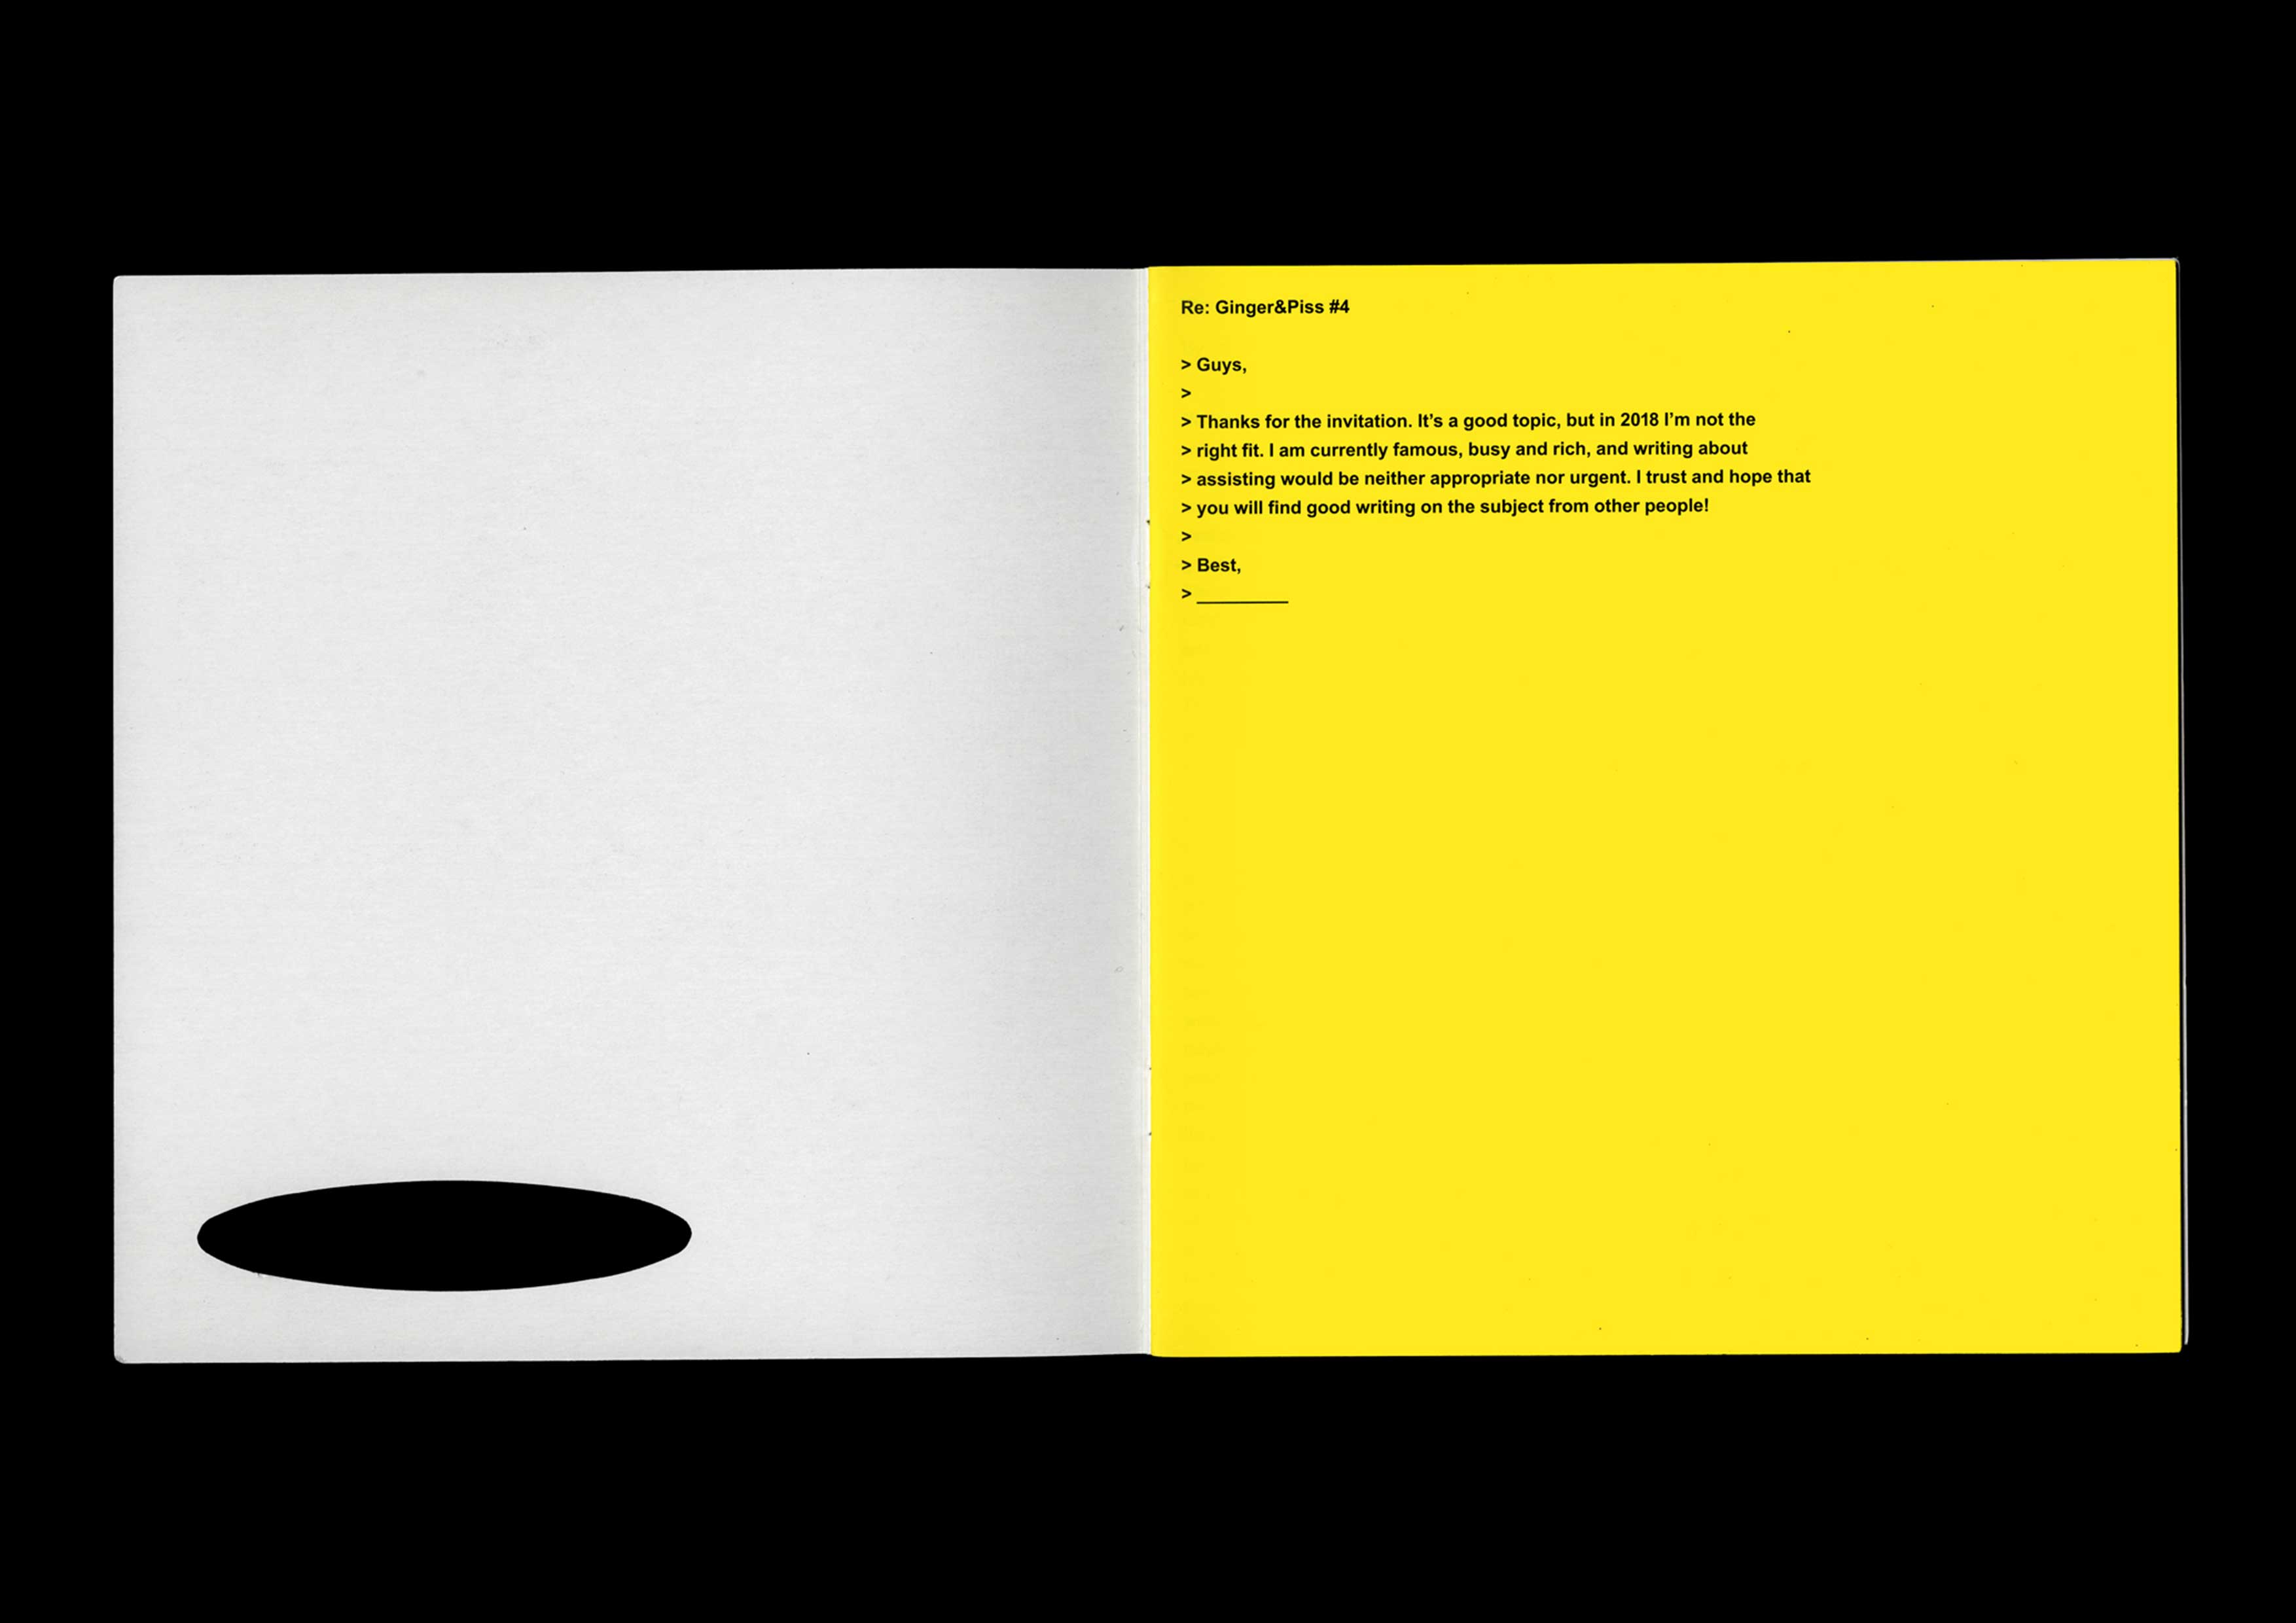 Re: Ginger&Piss #4
> Guys,
>
> Thanks for the invitation. It’s a good topic, but in 2018 I’m not the
> right fit. I am currently famous, busy and rich, and writing about
> assisting would be neither appropriate nor urgent. I trust and hope that
> you will find good writing on the subject from other people!
>
> Best,
> __________